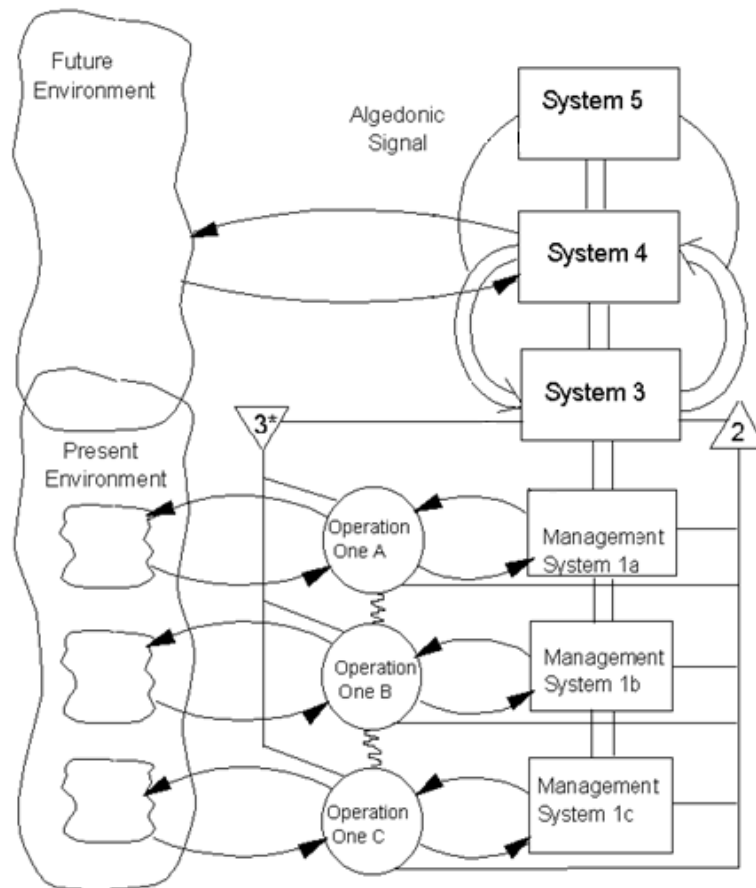 Future
Environment
System 5
Algedonic
Signal
System 4
System 3
3*
2
Present
Environment
Operation
One A
Management
System 1a
Operation
One B
Management
System 1b
Operation
One C
Management
System 1c